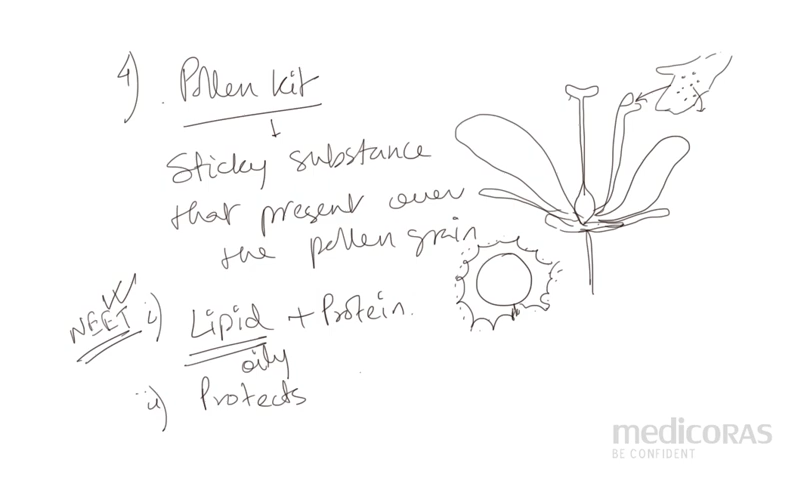 4) Pollen kit
Sticky substance
that present over
the pollen grain
NEET i) Lipid + Protein.
oily
ii) Protects
medicoras
BE CONFIDENT